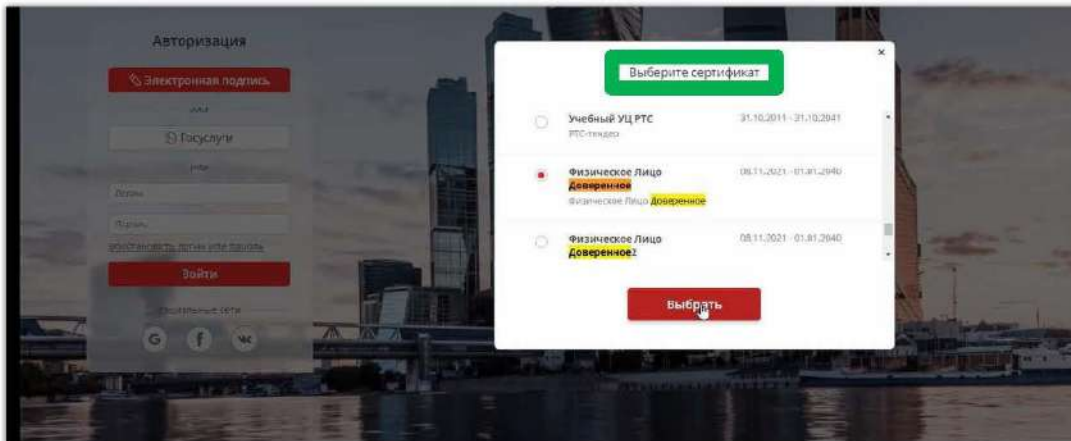 Авторизация
Электронная подпись
или
Госуслуги
или
Логин
Пароль
Восстановить логин или пароль
Войти
Социальные сети
G f
Выберите сертификат
×
Учебный УЦ РТС 31.10.2011 - 31.10.2041
РТС-тендер
Физическое Лицо 08.11.2021 - 01.01.2040
Доверенное
Физическое Лицо Доверенное
Физическое Лицо 08.11.2021 - 01.01.2040
Доверенное2
Выбрать